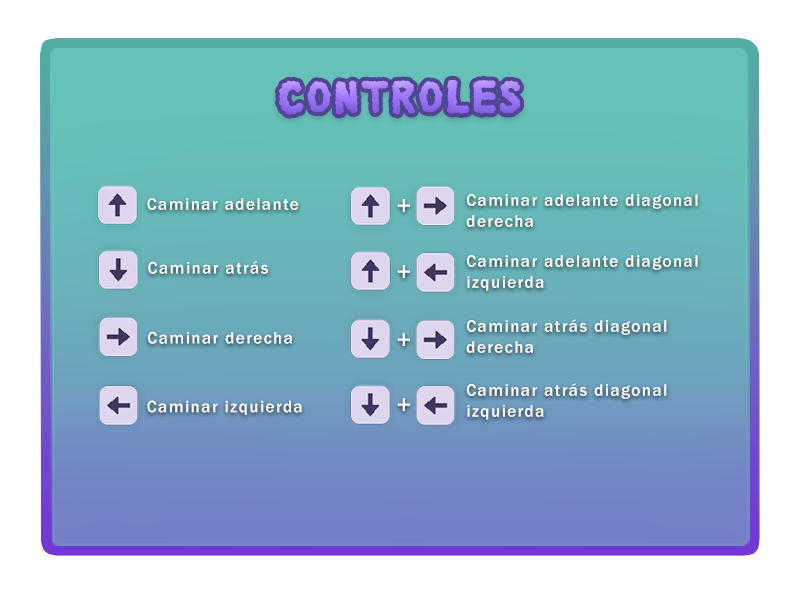 CONTROLES
Caminar adelante
Caminar atrás
Caminar derecha
Caminar izquierda
+ Caminar adelante diagonal
derecha
+ Caminar adelante diagonal
izquierda
+ Caminar atrás diagonal
derecha
+ Caminar atrás diagonal
izquierda